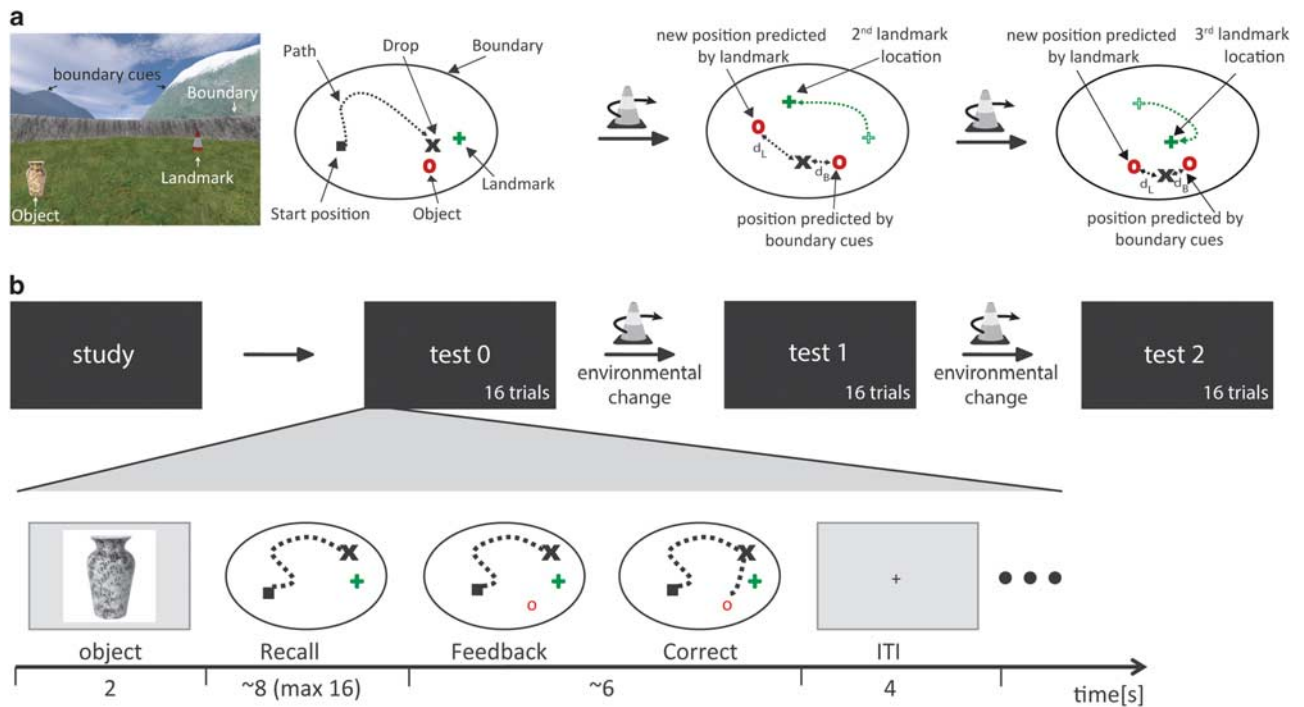 a
boundary cues
Boundary
Landmark
Object
Path
Drop
Boundary
Start position
Object
Landmark
new position predicted
by landmark
2nd landmark
location
dL
dB
position predicted by
boundary cues
new position predicted
by landmark
3rd landmark
location
dL
dB
position predicted by
boundary cues
b
study
test 0
16 trials
environmental
change
test 1
16 trials
environmental
change
test 2
16 trials
object
Recall
Feedback
Correct
ITI
2
~8 (max 16)
~6
4
time[s]